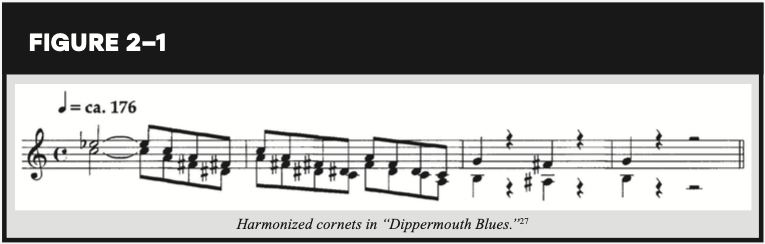 FIGURE 2–1
= ca. 176
Harmonized cornets in “Dippermouth Blues.”27